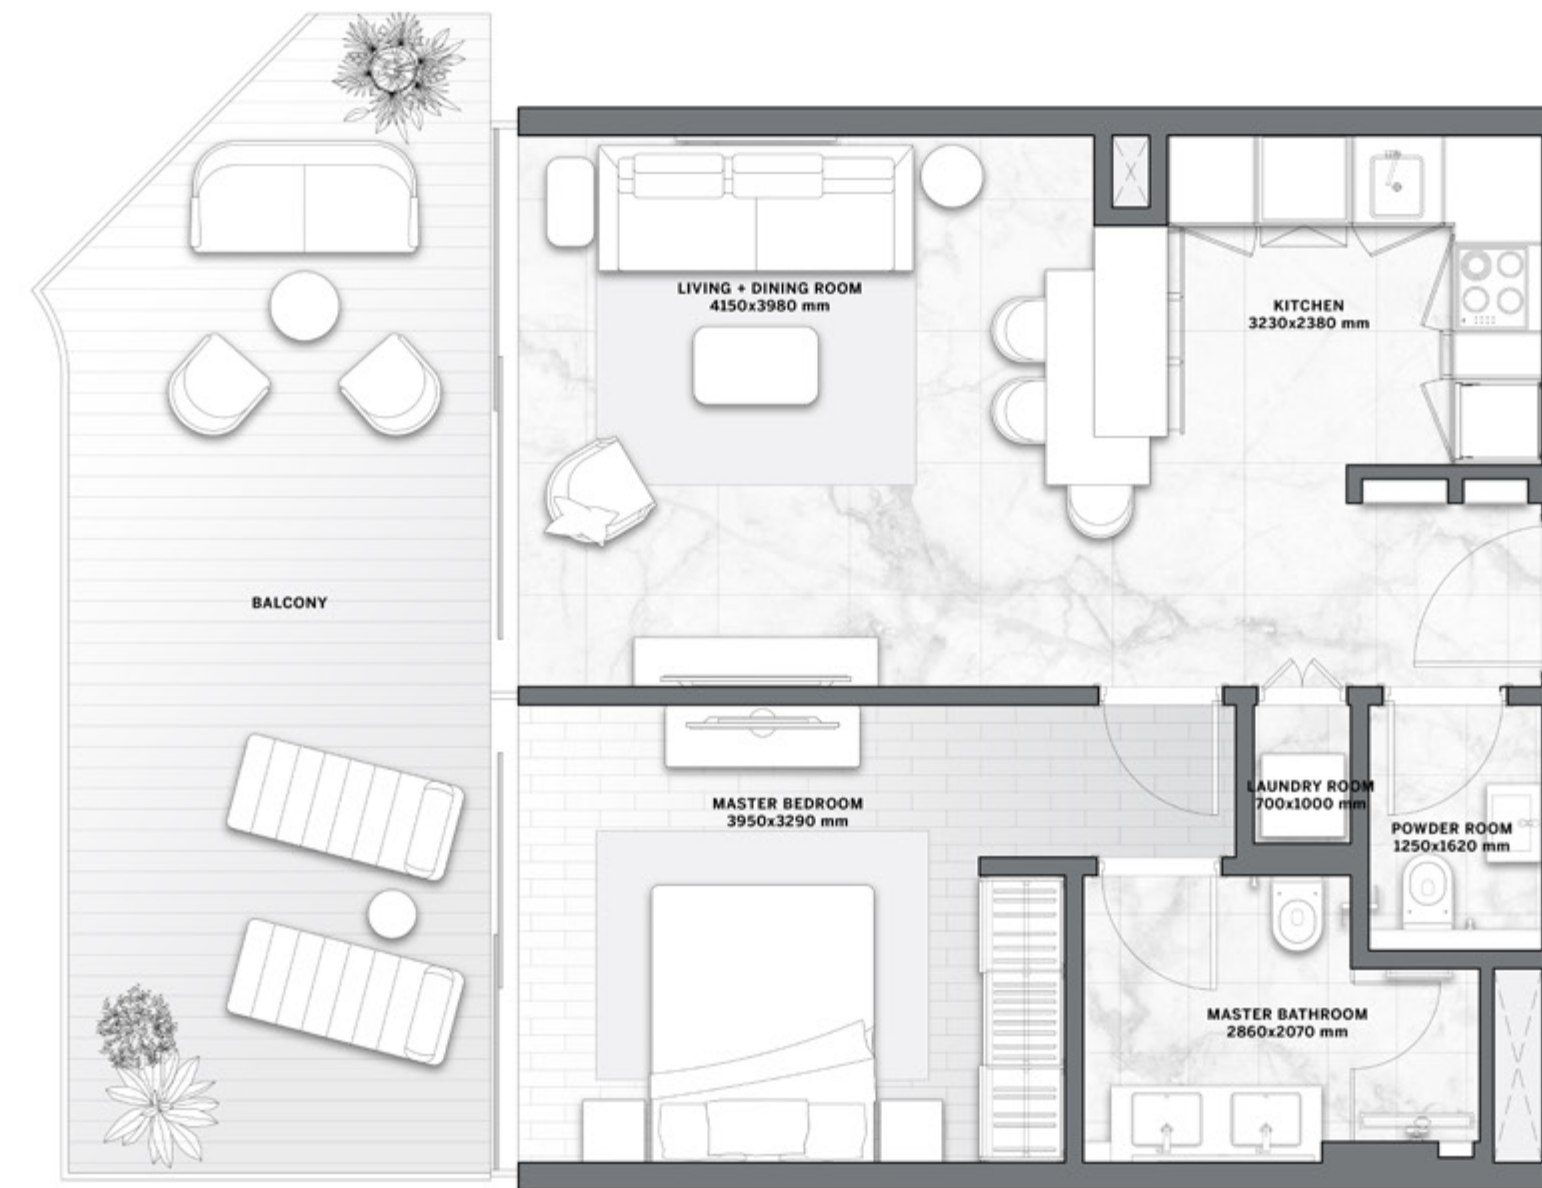 LIVING + DINING ROOM
4150x3980 mm
KITCHEN
3230x2380 mm
BALCONY
MASTER BEDROOM
3950x3290 mm
LAUNDRY ROOM
700x1000 mm
POWDER ROOM
1250x1620 mm
MASTER BATHROOM
2860x2070 mm